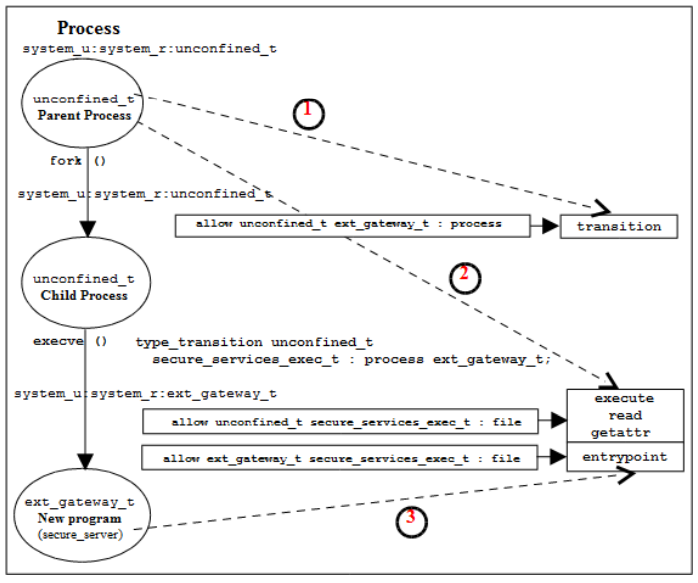 Process
system_u:system_r:unconfined_t
unconfined_t
Parent Process
1
fork ()
system_u:system_r:unconfined_t
allow unconfined_t ext_gateway_t : process
transition
2
unconfined_t
Child Process
execve ()
type_transition unconfined_t
secure_services_exec_t : process ext_gateway_t;
system_u:system_r:ext_gateway_t
execute
read
getattr
allow unconfined_t secure_services_exec_t : file
allow ext_gateway_t secure_services_exec_t : file
entrypoint
ext_gateway_t
New program
(secure_server)
3